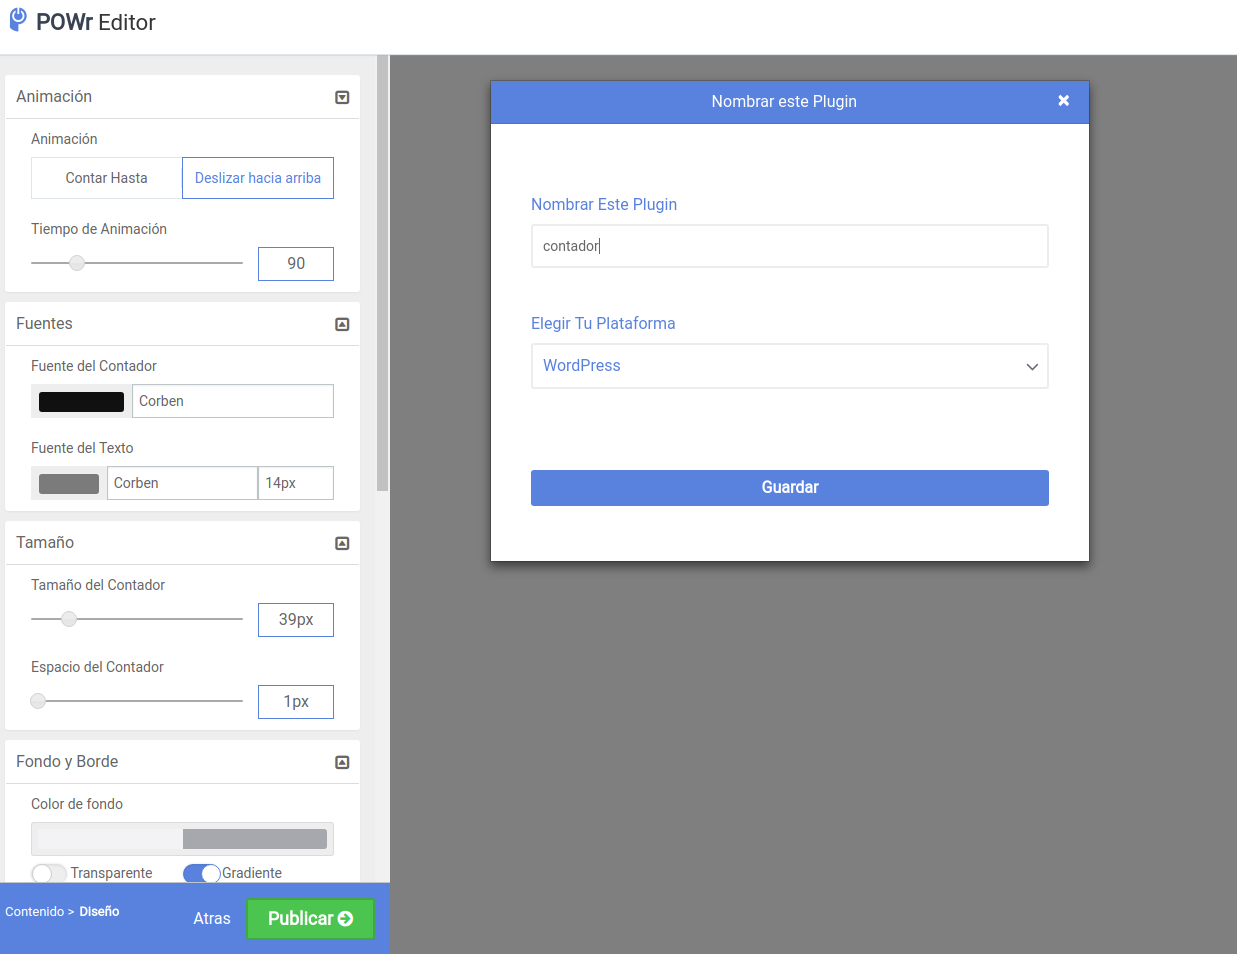 POWr Editor
Animación
Animación
Contar Hasta
Deslizar hacia arriba
Tiempo de Animación
90
Fuentes
Fuente del Contador
Corben
Fuente del Texto
Corben
14px
Tamaño
Tamaño del Contador
39px
Espacio del Contador
1px
Fondo y Borde
Color de fondo
Transparente
Gradiente
Contenido > Diseño
Atras
Publicar
Nombrar este Plugin
Nombrar Este Plugin
contador
Elegir Tu Plataforma
WordPress
Guardar